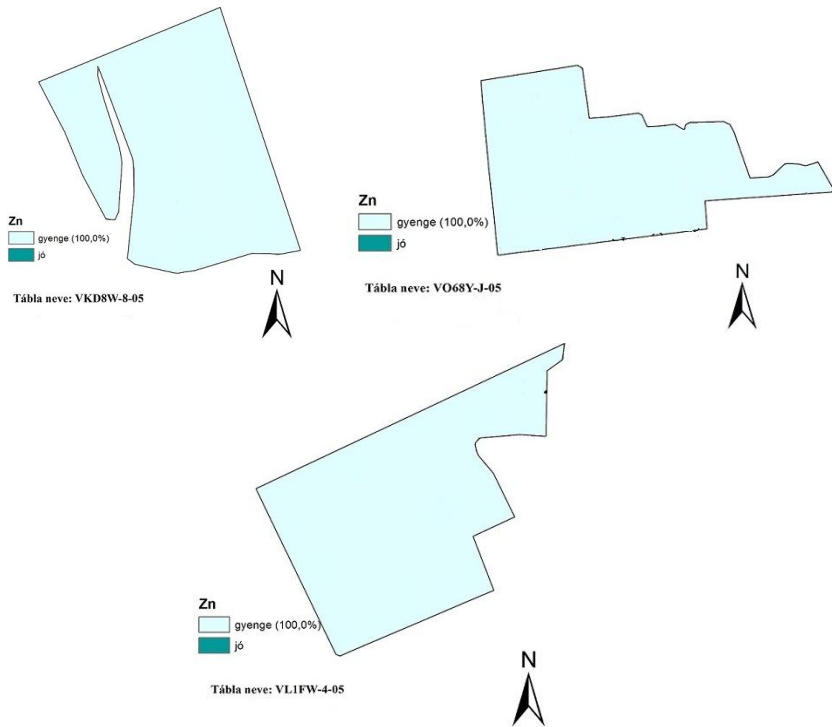 Zn
gyenge (100,0%)
jó
N
Tábla neve: VKD8W-8-05
Zn
gyenge (100,0%)
jó
N
Tábla neve: VO68Y-J-05
Zn
gyenge (100,0%)
jó
N
Tábla neve: VL1FW-4-05